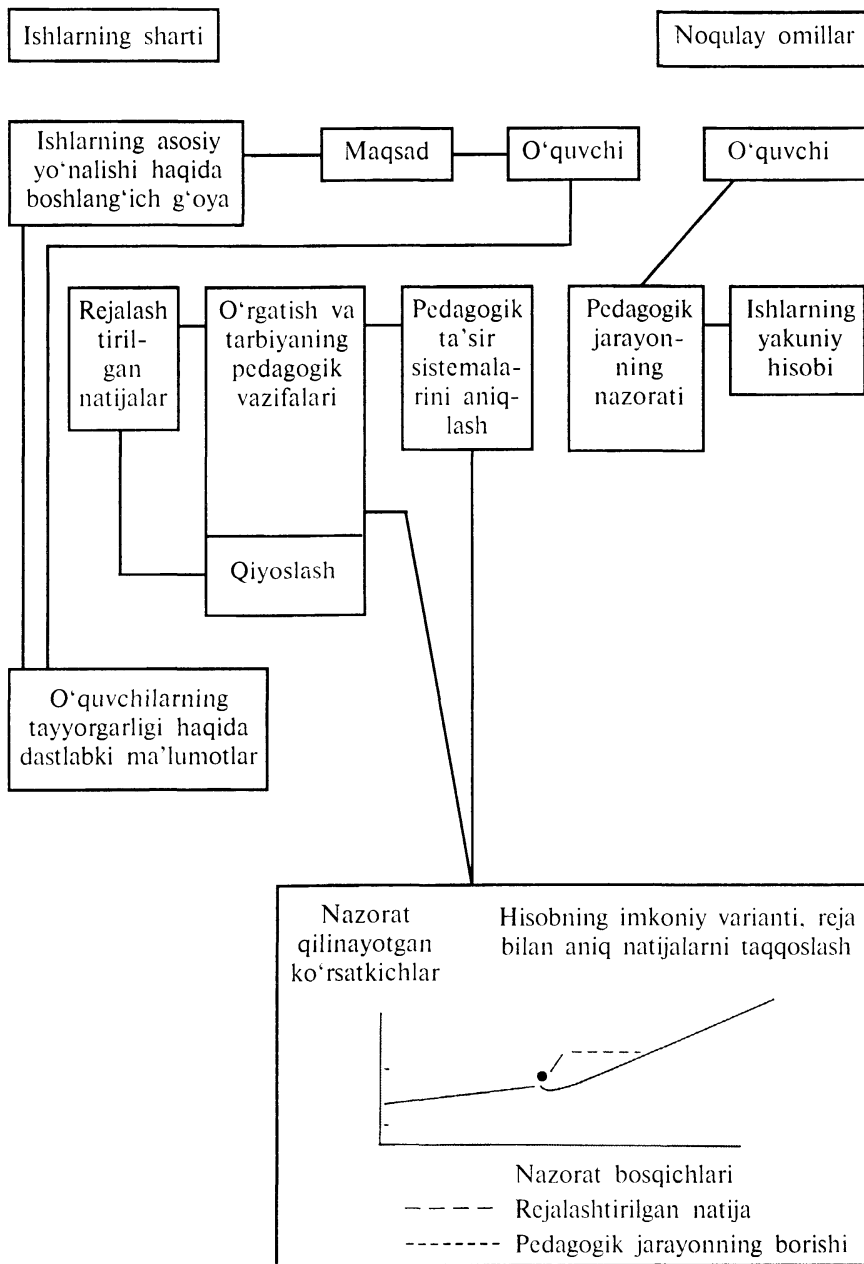 Ishlarning sharti
Noqulay omillar
Ishlarning asosiy
yo‘nalishi haqida
boshlang‘ich g‘oya
Maqsad
O‘quvchi
O‘quvchi
Rejalash
tiril-
gan
natijalar
O‘rgatish va
tarbiyaning
pedagogik
vazifalari
Qiyoslash
Pedagogik
ta’sir
sistemala-
rini aniq-
lash
Pedagogik
jarayon-
ning
nazorati
Ishlarning
yakuniy
hisobi
O‘quvchilarning
tayyorgarligi haqida
dastlabki ma’lumotlar
Nazorat
qilinayotgan
ko‘rsatkichlar
Hisobning imkoniy varianti, reja
bilan aniq natijalarni taqqoslash
Nazorat bosqichlari
Rejalashtirilgan natija
Pedagogik jarayonning borishi